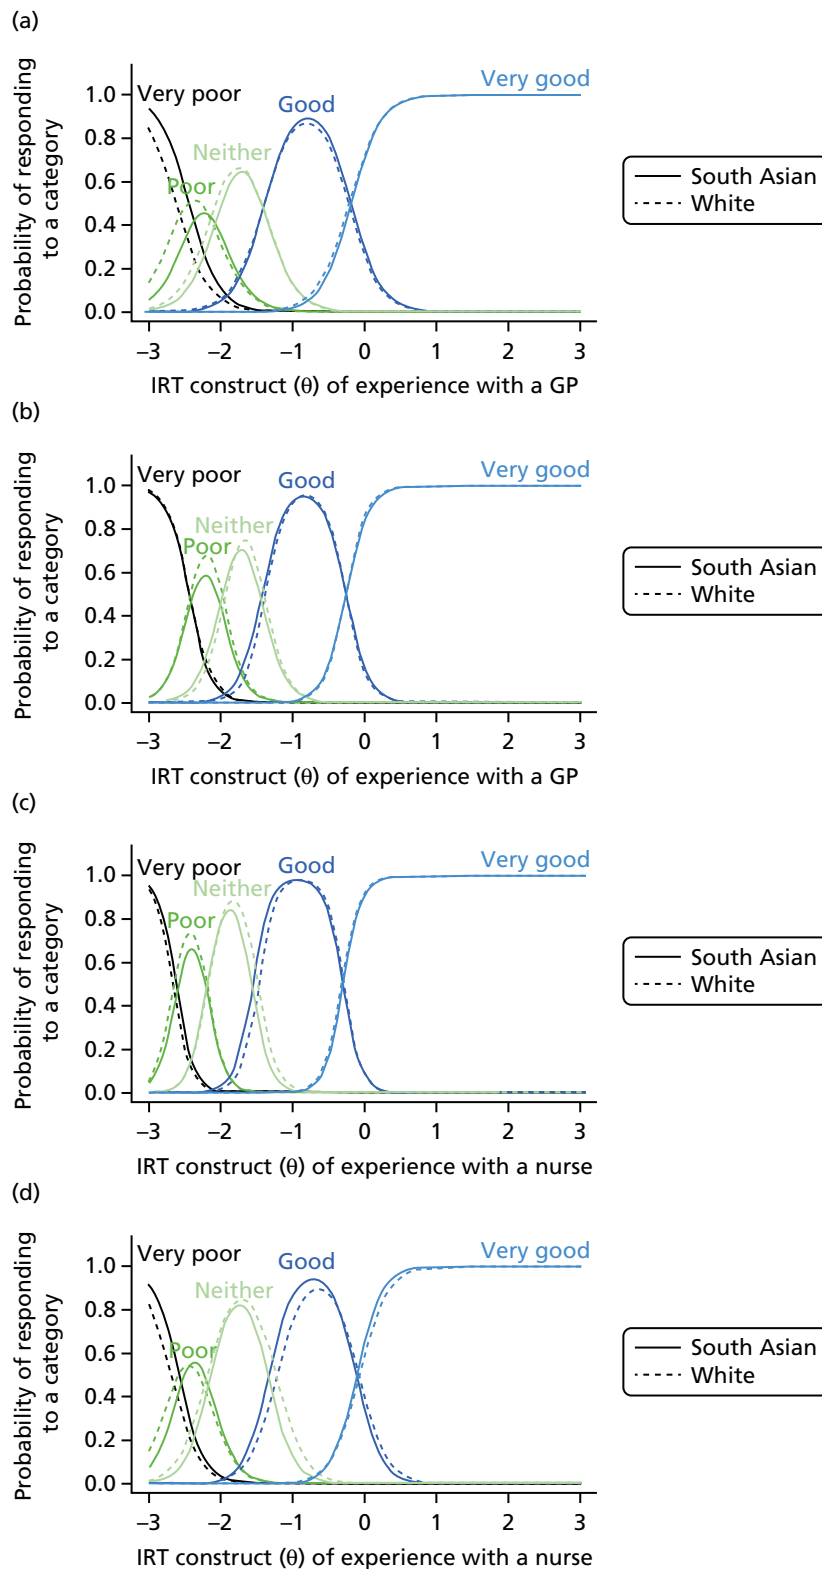 (a)
Probability of responding
to a category
1.0
0.8
0.6
0.4
0.2
0.0
Very poor
Poor
Neither
Good
Very good
–3 –2 –1 0 1 2 3
IRT construct (θ) of experience with a GP
South Asian
White
(b)
Probability of responding
to a category
1.0
0.8
0.6
0.4
0.2
0.0
Very poor
Poor
Neither
Good
Very good
–3 –2 –1 0 1 2 3
IRT construct (θ) of experience with a GP
South Asian
White
(c)
Probability of responding
to a category
1.0
0.8
0.6
0.4
0.2
0.0
Very poor
Poor
Neither
Good
Very good
–3 –2 –1 0 1 2 3
IRT construct (θ) of experience with a nurse
South Asian
White
(d)
Probability of responding
to a category
1.0
0.8
0.6
0.4
0.2
0.0
Very poor
Poor
Neither
Good
Very good
–3 –2 –1 0 1 2 3
IRT construct (θ) of experience with a nurse
South Asian
White